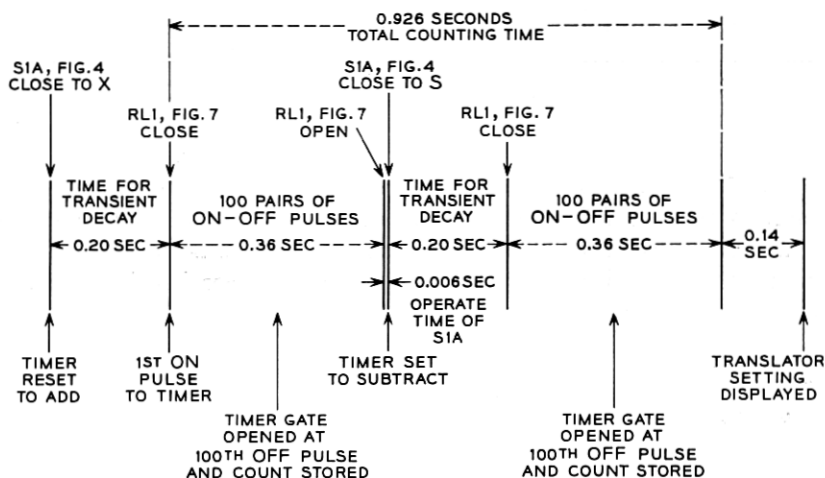 0.926 SECONDS
TOTAL COUNTING TIME
S1A, FIG. 4
CLOSE TO X
S1A, FIG. 4
CLOSE TO S
RL1, FIG. 7
CLOSE
RL1, FIG. 7
OPEN
RL1, FIG. 7
CLOSE
TIME FOR
TRANSIENT
DECAY
0.20 SEC
100 PAIRS OF
ON-OFF PULSES
0.36 SEC
TIME FOR
TRANSIENT
DECAY
0.20 SEC
100 PAIRS OF
ON-OFF PULSES
0.36 SEC
0.14
SEC
0.006 SEC
OPERATE
TIME OF
S1A
TIMER
RESET
TO ADD
1ST ON
PULSE
TO TIMER
TIMER SET
TO SUBTRACT
TRANSLATOR
SETTING
DISPLAYED
TIMER GATE
OPENED AT
100TH OFF PULSE
AND COUNT STORED
TIMER GATE
OPENED AT
100TH OFF PULSE
AND COUNT STORED